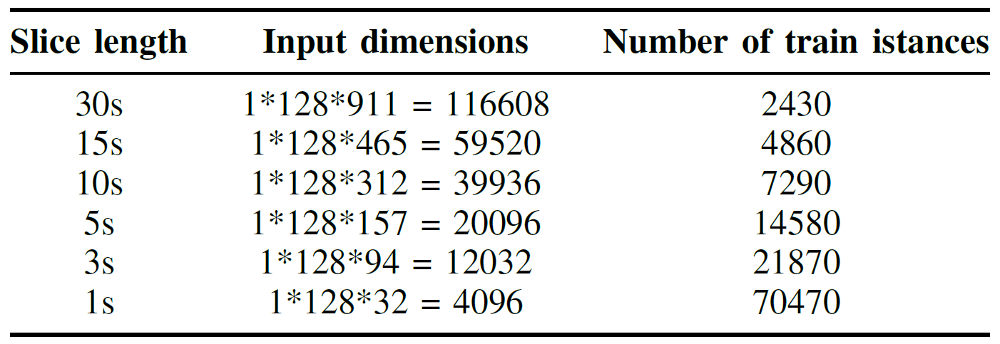 Slice length Input dimensions Number of train istances
30s 1*128*911 = 116608 2430
15s 1*128*465 = 59520 4860
10s 1*128*312 = 39936 7290
5s 1*128*157 = 20096 14580
3s 1*128*94 = 12032 21870
1s 1*128*32 = 4096 70470